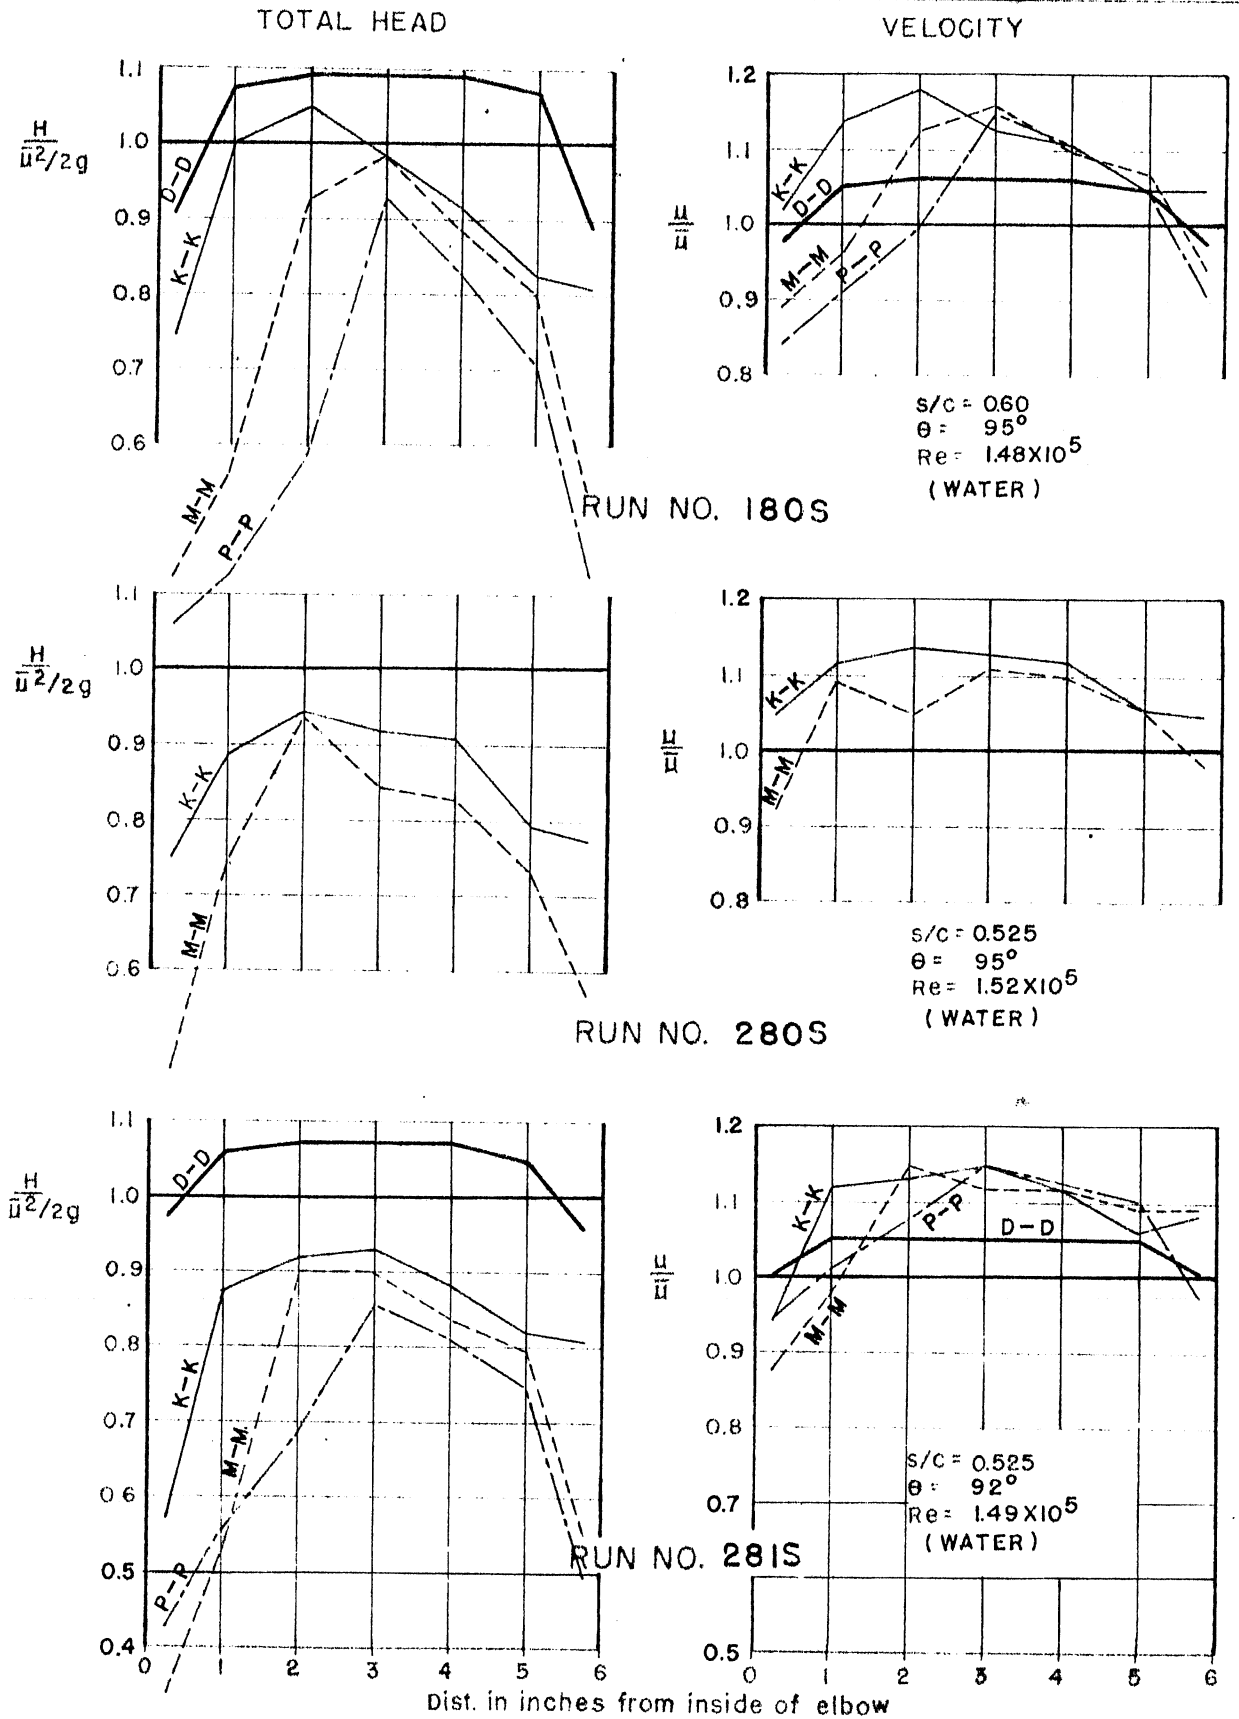 TOTAL HEAD
VELOCITY
1.1
1.0
0.9
0.8
0.7
0.6
H
ū²/2g
D-D
K-K
M-M
P-P
1.2
1.1
1.0
0.9
0.8
u
ū
K-K
D-D
M-M
P-P
s/c = 0.60
θ = 95°
Re = 1.48X10⁵
(WATER)
RUN NO. 180S
1.1
1.0
0.9
0.8
0.7
0.6
H
ū²/2g
K-K
M-M
1.2
1.1
1.0
0.9
0.8
u
ū
K-K
M-M
s/c = 0.525
θ = 95°
Re = 1.52X10⁵
(WATER)
RUN NO. 280S
1.1
1.0
0.9
0.8
0.7
0.6
0.5
0.4
H
ū²/2g
D-D
K-K
M-M
P-P
0 1 2 3 4 5 6
1.2
1.1
1.0
0.9
0.8
0.7
0.5
u
ū
K-K
P-P
D-D
M-M
s/c = 0.525
θ = 92°
Re = 1.49X10⁵
(WATER)
RUN NO. 281S
0 1 2 3 4 5 6
Dist. in inches from inside of elbow